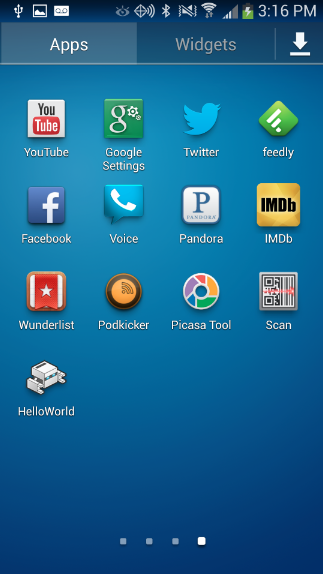 3:16 PM
Apps
Widgets
You
Tube
g
P
PANDORA
IMDb
YouTube
Google
Settings
Twitter
feedly
Facebook
Voice
Pandora
IMDb
Wunderlist
Podkicker
Picasa Tool
Scan
HelloWorld